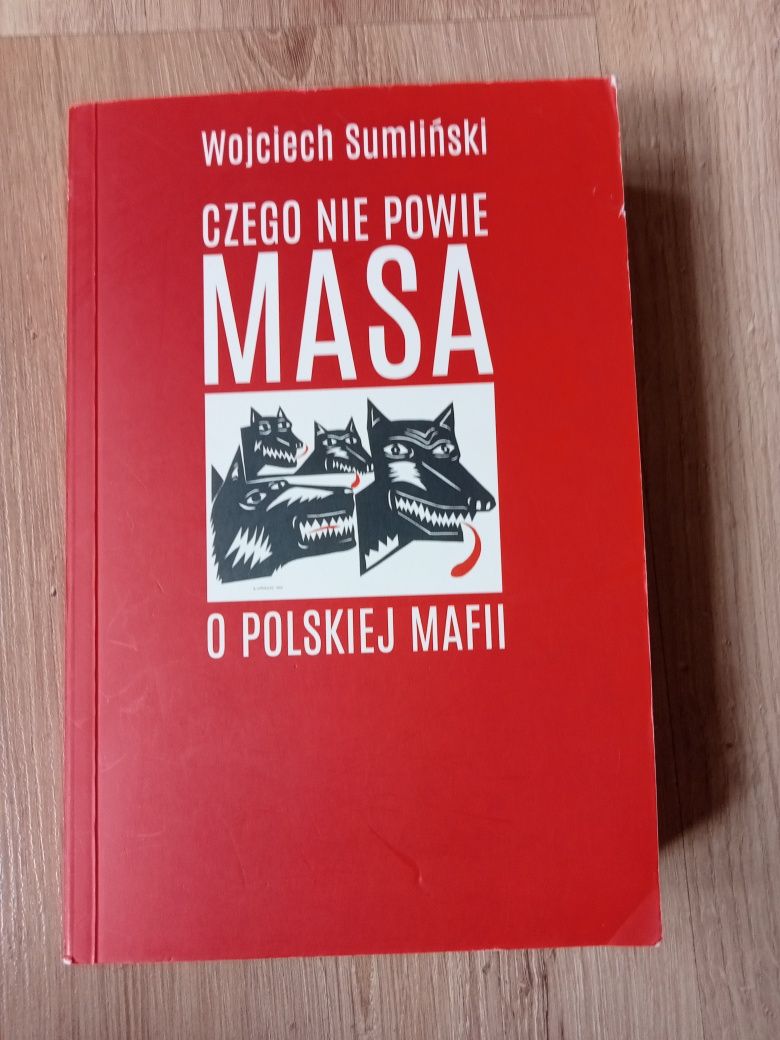 Wojciech Sumliński
CZEGO NIE POWIE
MASA
O POLSKIEJ MAFII